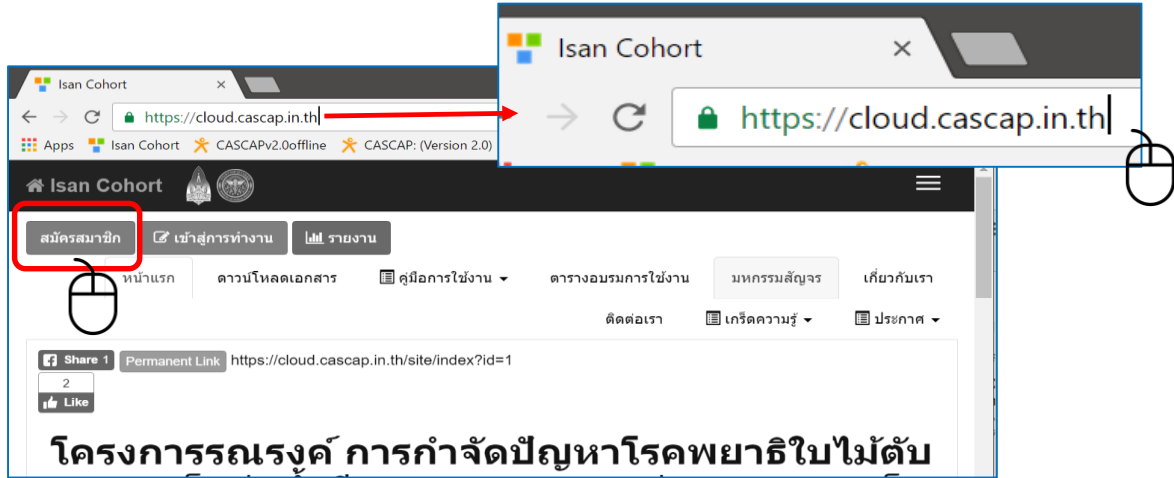 Isan Cohort
https://cloud.cascap.in.th
Isan Cohort
https://cloud.cascap.in.th
Apps Isan Cohort CASCAPv2.0offline CASCAP: (Version 2.0)
Isan Cohort
สมัครสมาชิก เข้าสู่การทำงาน รายงาน
หน้าแรก ดาวน์โหลดเอกสาร คู่มือการใช้งาน ตารางอบรมการใช้งาน มหกรรมสัญจร เกี่ยวกับเรา
ติดต่อเรา เกร็ดความรู้ ประกาศ
Share 1 Permanent Link https://cloud.cascap.in.th/site/index?id=1
2
Like
โครงการรณรงค์ การกำจัดปัญหาโรคพยาธิใบไม้ตับ